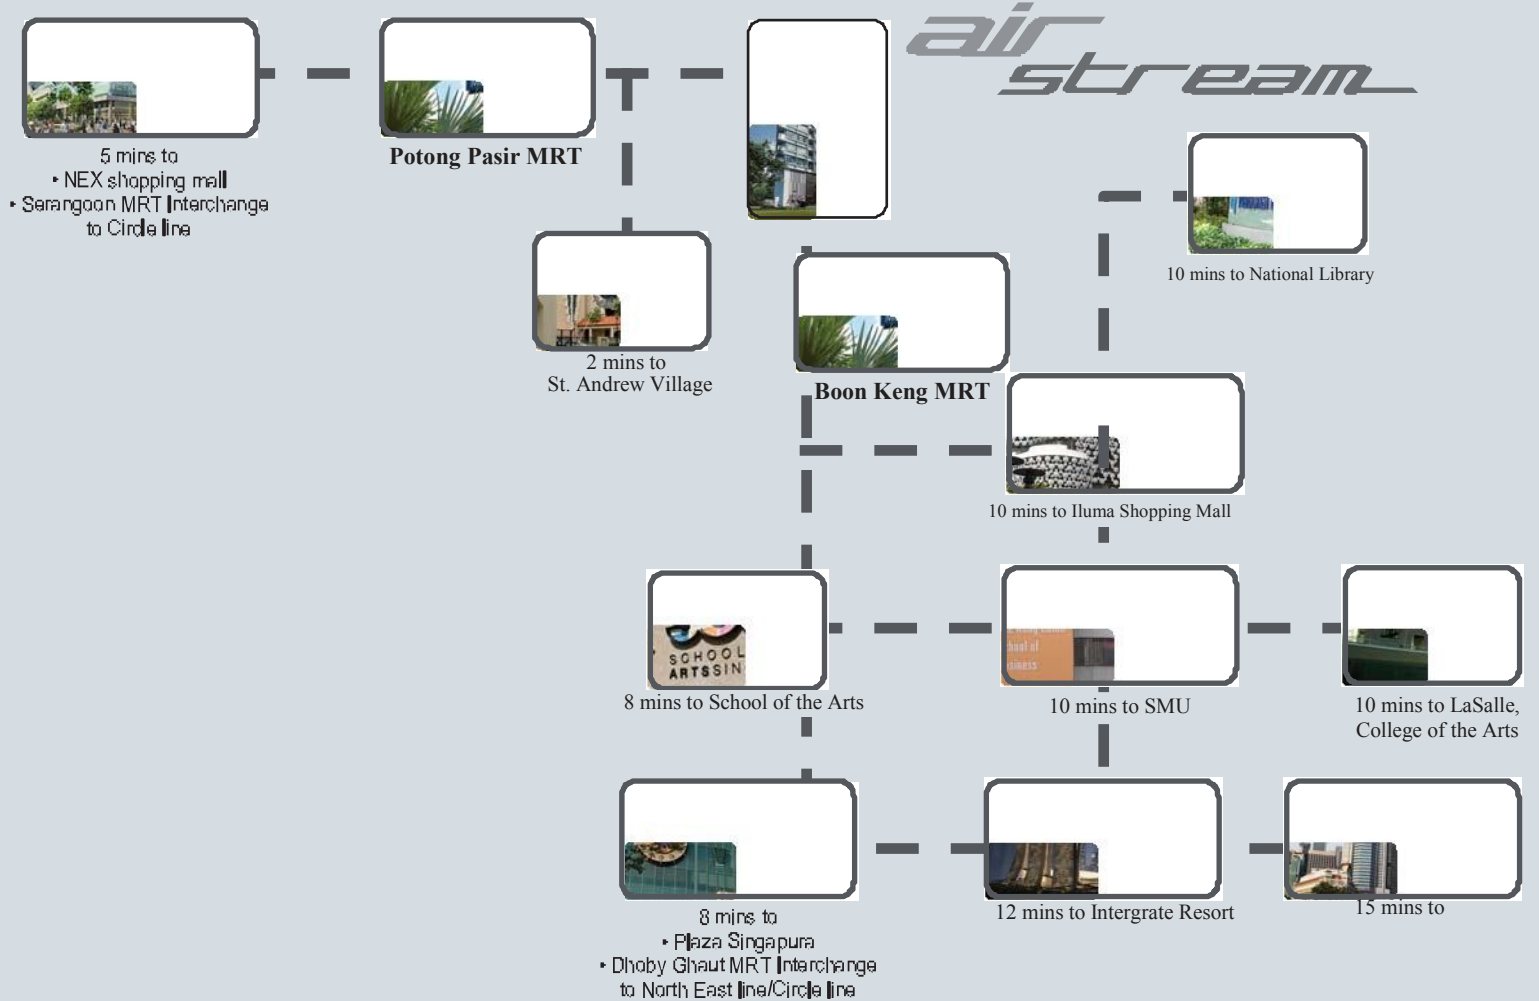 air
stream
5 mins to
• NEX shopping mall
• Serangoon MRT Interchange
to Circle line
Potong Pasir MRT
10 mins to National Library
2 mins to
St. Andrew Village
Boon Keng MRT
10 mins to Iluma Shopping Mall
SCHOOL
ARTSSIN
8 mins to School of the Arts
10 mins to SMU
10 mins to LaSalle,
College of the Arts
8 mins to
• Plaza Singapura
• Dhoby Ghaut MRT Interchange
to North East line/Circle line
12 mins to Intergrate Resort
15 mins to